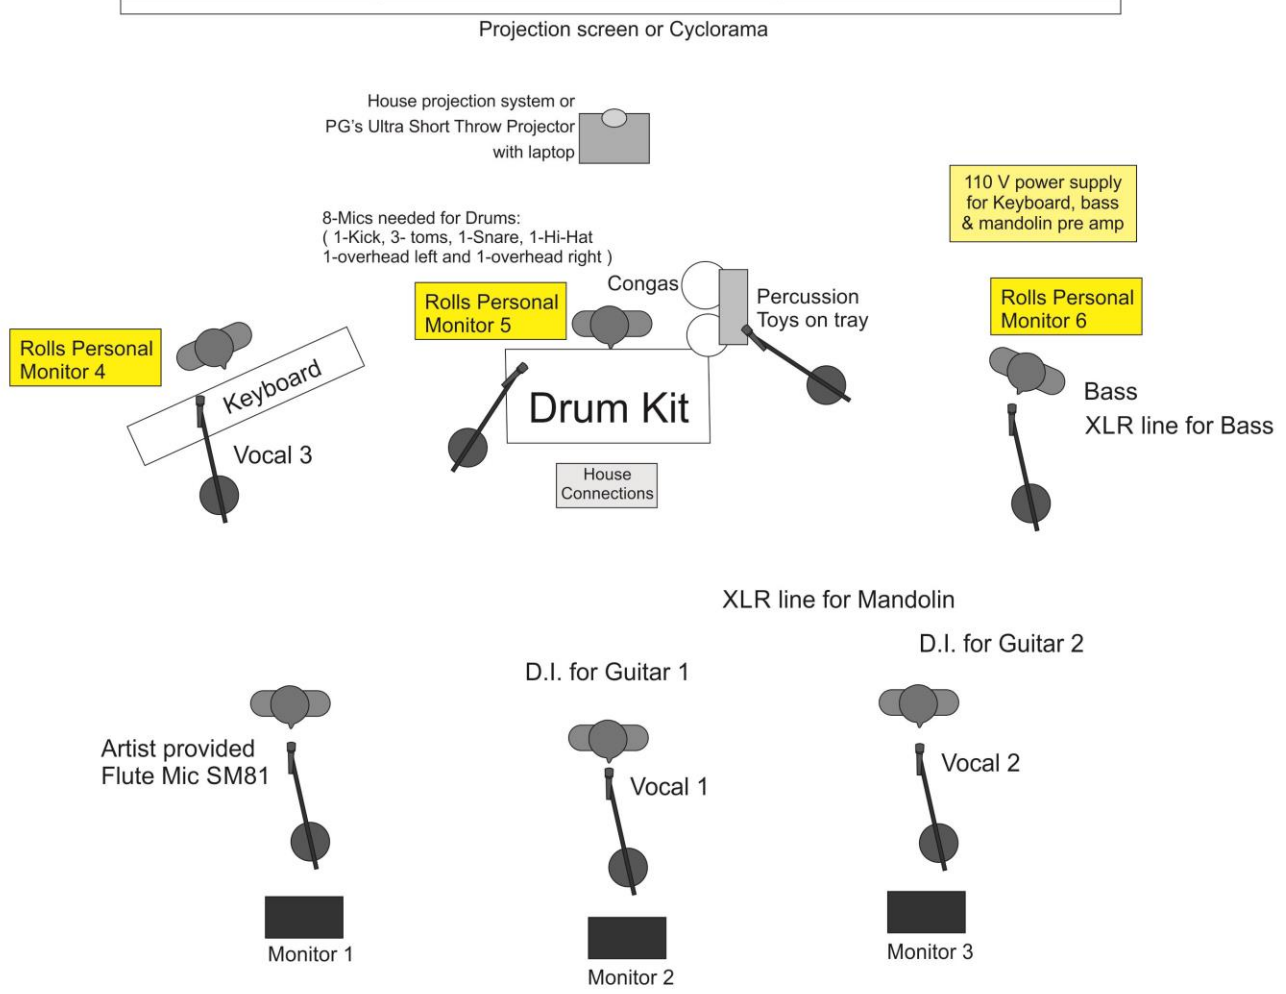 Projection screen or Cyclorama
House projection system or
PG's Ultra Short Throw Projector
with laptop
110 V power supply
for Keyboard, bass
& mandolin pre amp
8-Mics needed for Drums:
( 1-Kick, 3- toms, 1-Snare, 1-Hi-Hat
1-overhead left and 1-overhead right )
Congas
Percussion
Toys on tray
Rolls Personal
Monitor 5
Rolls Personal
Monitor 6
Rolls Personal
Monitor 4
Keyboard
Drum Kit
Bass
XLR line for Bass
Vocal 3
House
Connections
XLR line for Mandolin
D.I. for Guitar 2
D.I. for Guitar 1
Artist provided
Flute Mic SM81
Vocal 1
Vocal 2
Monitor 1
Monitor 2
Monitor 3